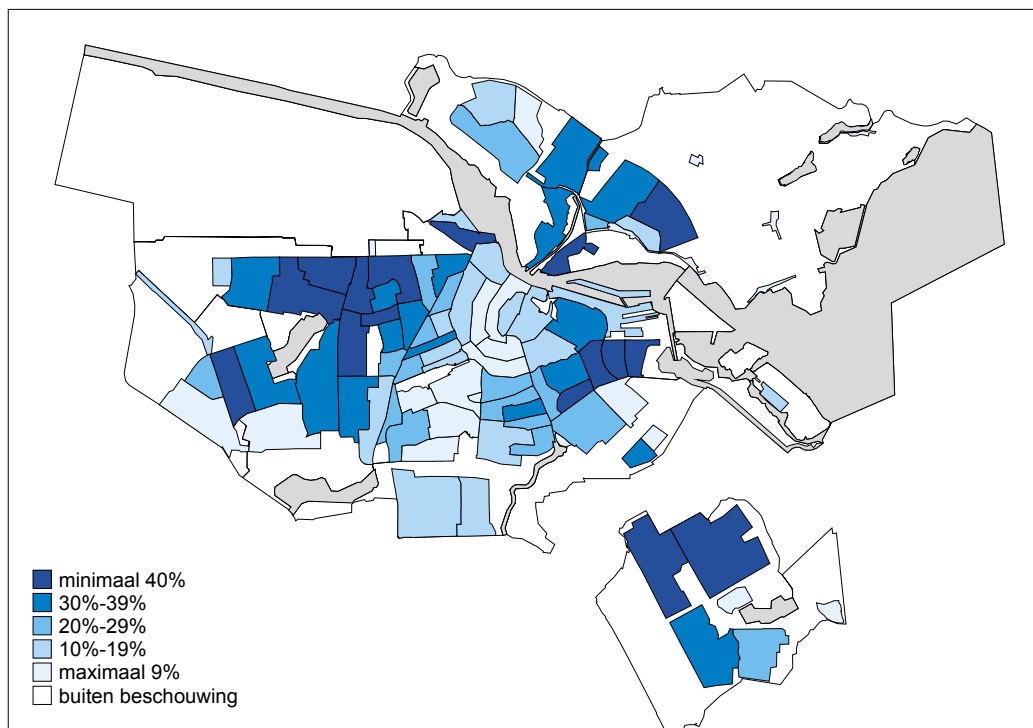 minimaal 40%
30%-39%
20%-29%
10%-19%
maximaal 9%
buiten beschouwing